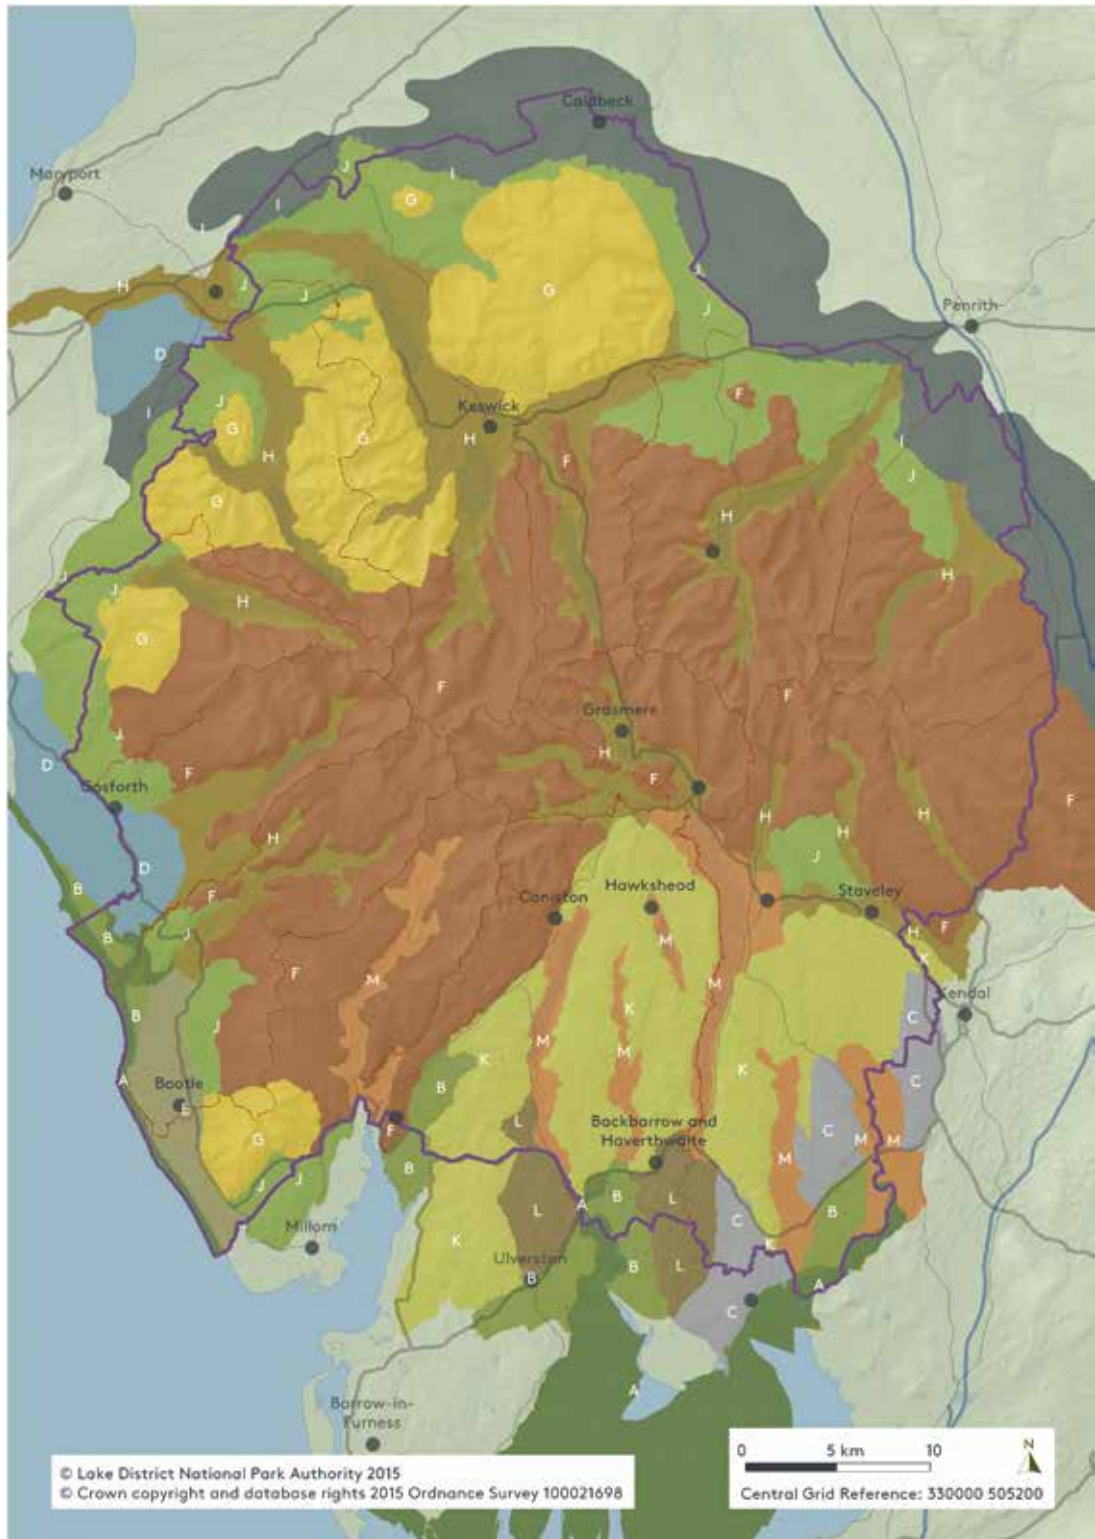 Caldbeck
Maryport
J
I
G
I
I
H
J
J
G
I
J
Penrith
D
I
J
G
G
F
Keswick
H
F
I
H
J
G
H
H
J
J
H
G
F
F
Grasmere
J
H
D
F
F
F
Gosforth
H
H
H
H
J
D
F
B
Hawkshead
Coniston
Staveley
B
J
M
H
F
K
F
M
M
Kendal
B
J
K
C
M
M
A
K
K
B
C
C
Bootle
E
F
L
Backbarrow and
Haverthwaite
G
M
M
C
M
B
J
J
L
A
B
L
C
B
Millom
K
K
Ulverston
B
B
L
A
C
A
Barrow-in-
Furness
0 5 km 10
N
Central Grid Reference: 330000 505200
© Lake District National Park Authority 2015
© Crown copyright and database rights 2015 Ordnance Survey 100021698